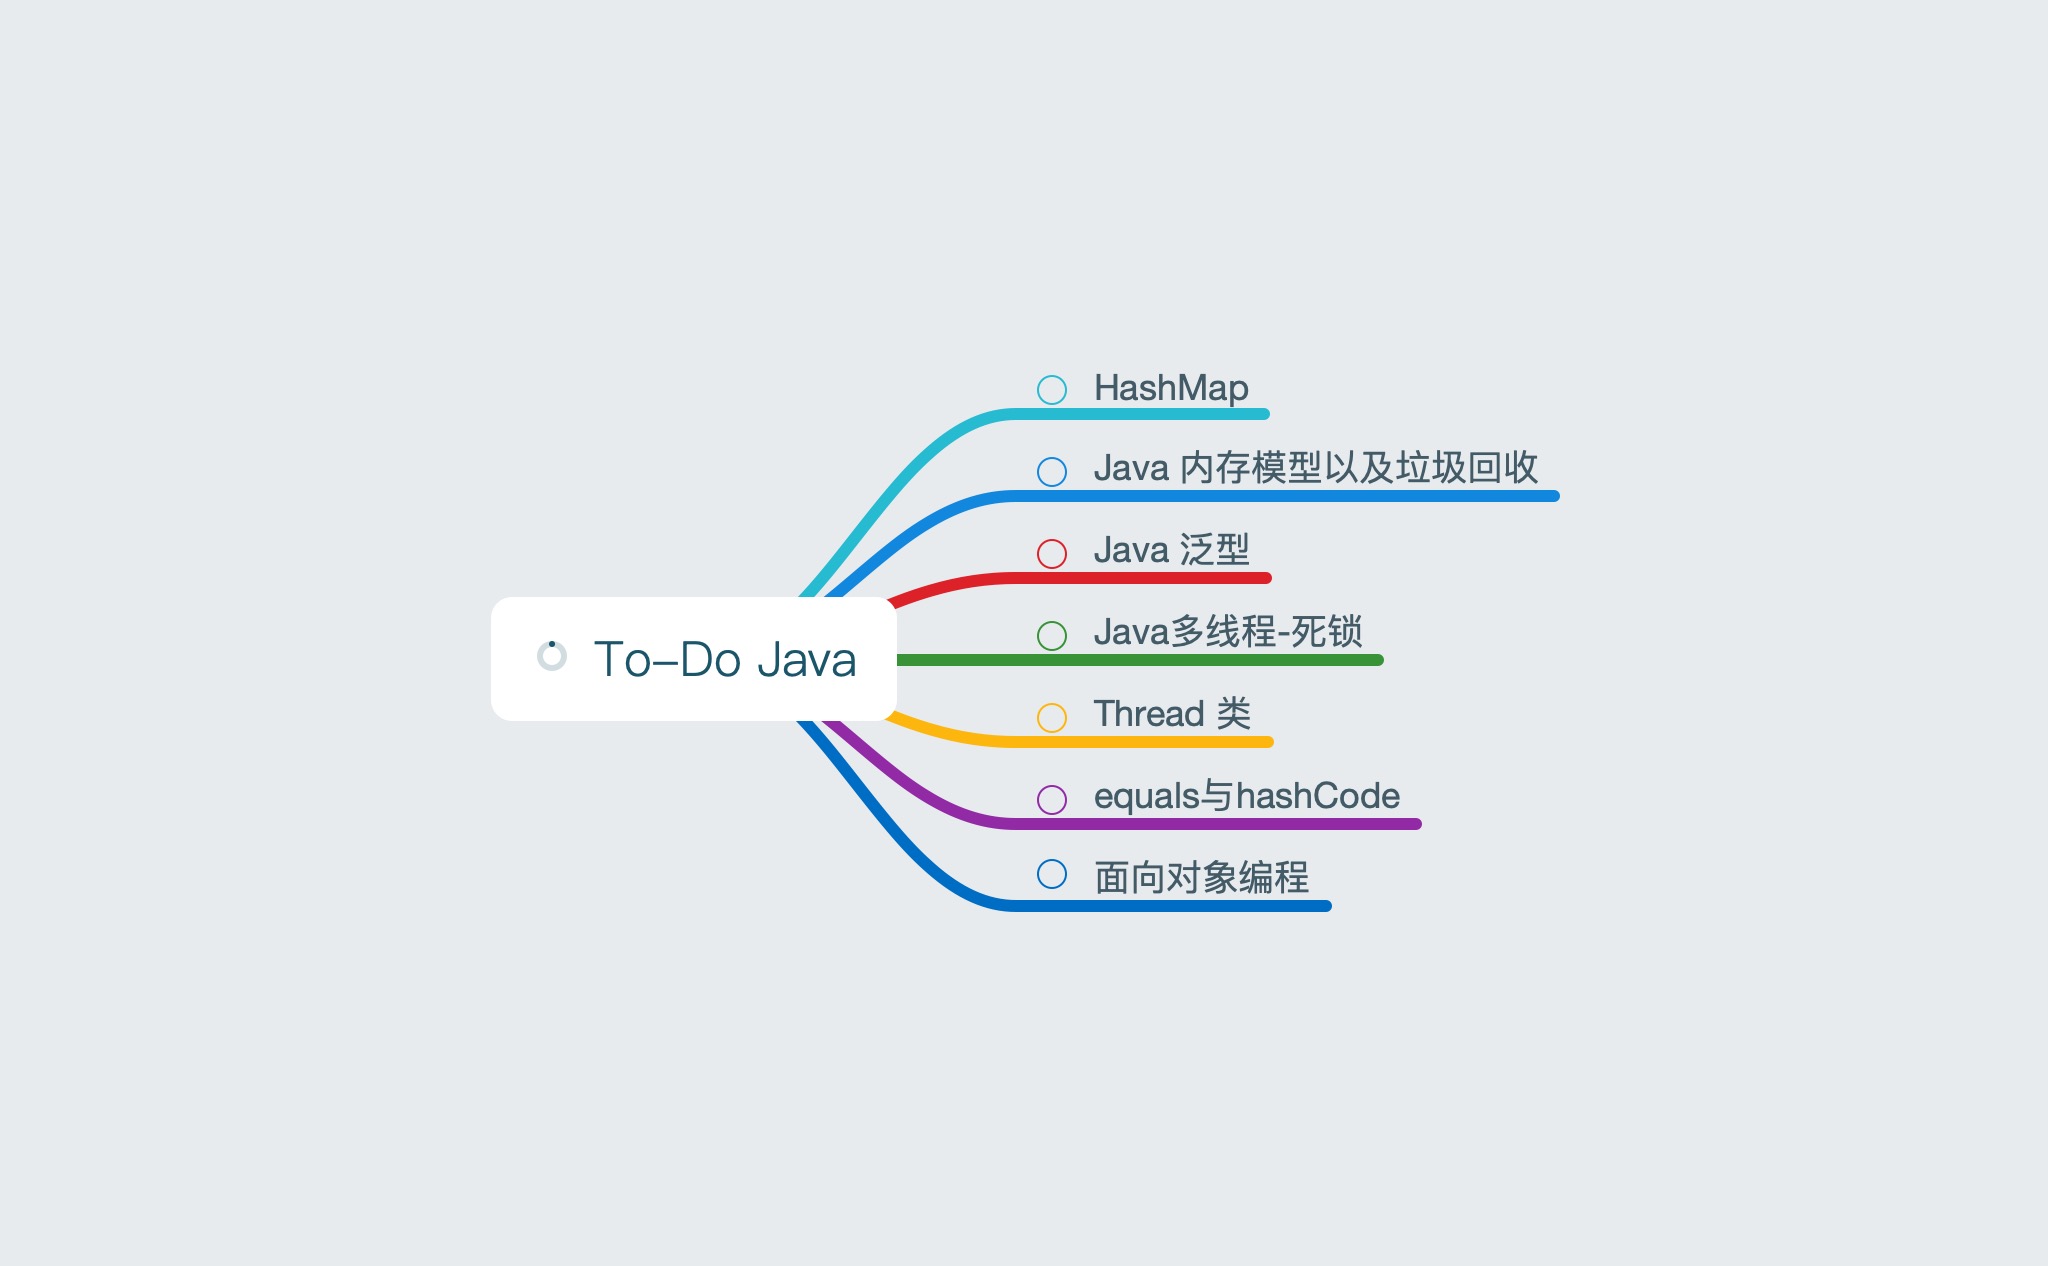 To-Do Java
HashMap
Java 内存模型以及垃圾回收
Java 泛型
Java多线程-死锁
Thread 类
equals与hashCode
面向对象编程